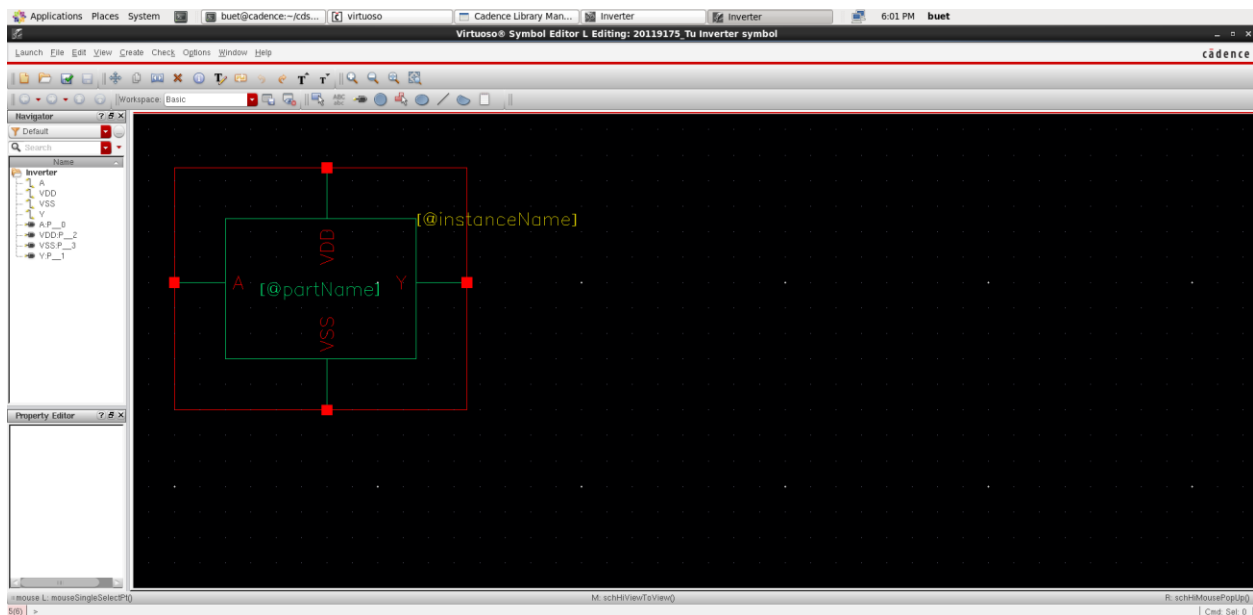 Applications Places System buet@cadence:~/cds... virtuoso Cadence Library Man... Inverter Inverter 6:01 PM buet
Virtuoso® Symbol Editor L Editing: 20119175_Tu Inverter symbol
Launch File Edit View Create Check Options Window Help cādence
Workspace: Basic
Navigator
Default
Search
Name
Inverter
A
VDD
VSS
Y
A:P__0
VDD:P__2
VSS:P__3
Y:P__1
[@instanceName]
VDD
A [@partName] Y
VSS
Property Editor
mouse L: mouseSingleSelectPt() M: schHiViewToView() R: schHiMousePopUp()
5(6) > Cmd: Sel: 0